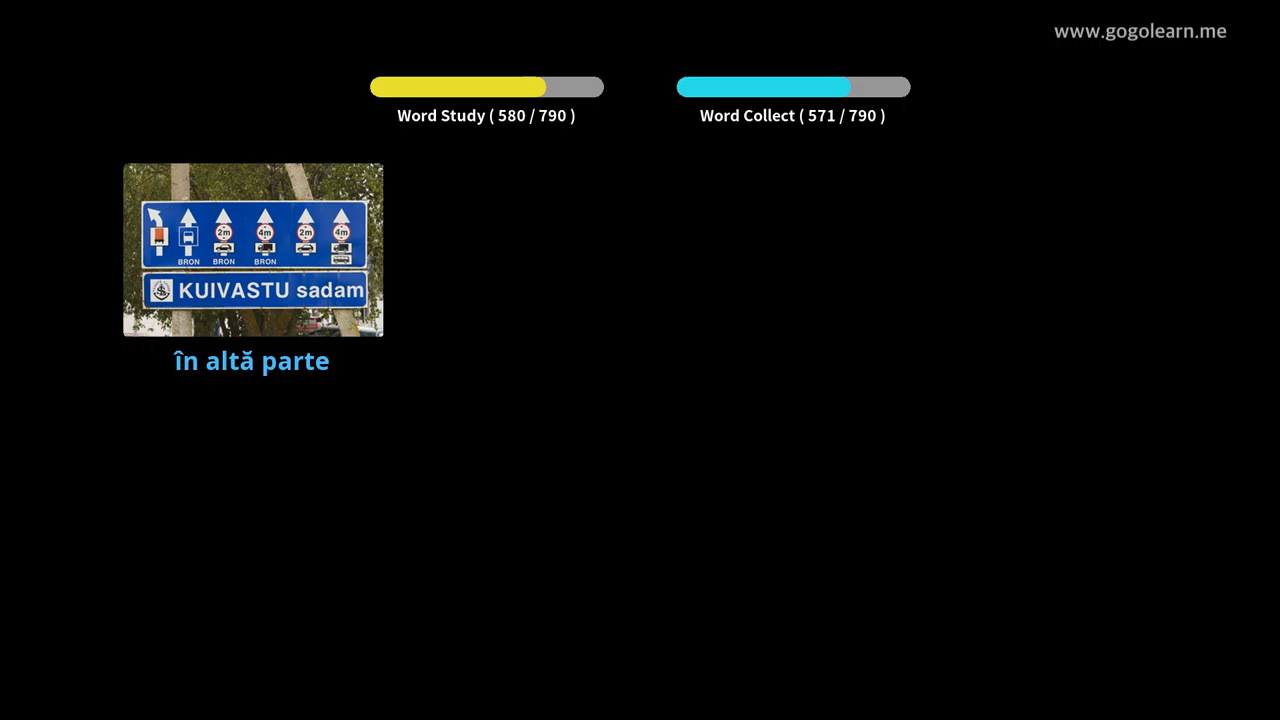 www.gogolearn.me
Word Study ( 580 / 790 )
Word Collect ( 571 / 790 )
2m 4m 2m 4m
BRON BRON BRON
KUIVASTU sadam
în altă parte